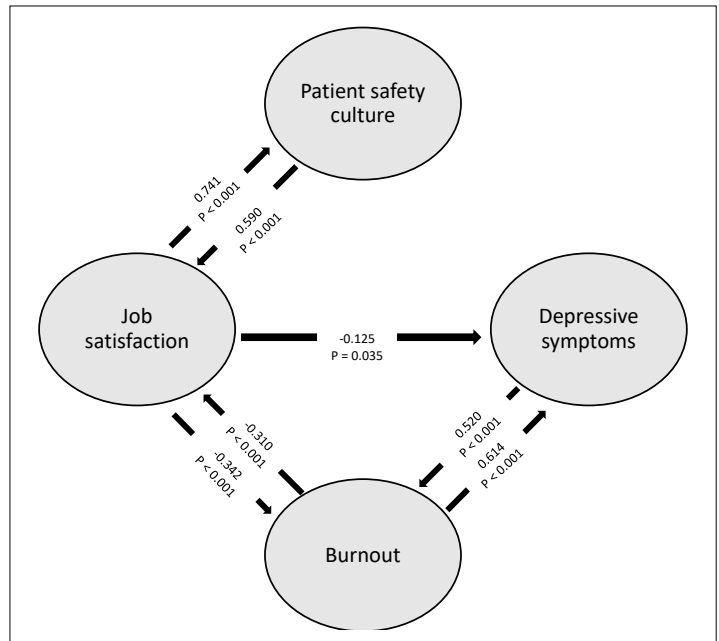 Patient safety
culture
0.741
P < 0.001
0.590
P < 0.001
Job
satisfaction
Depressive
symptoms
-0.125
P = 0.035
-0.310
P < 0.001
-0.342
P < 0.001
0.520
P < 0.001
0.614
P < 0.001
Burnout